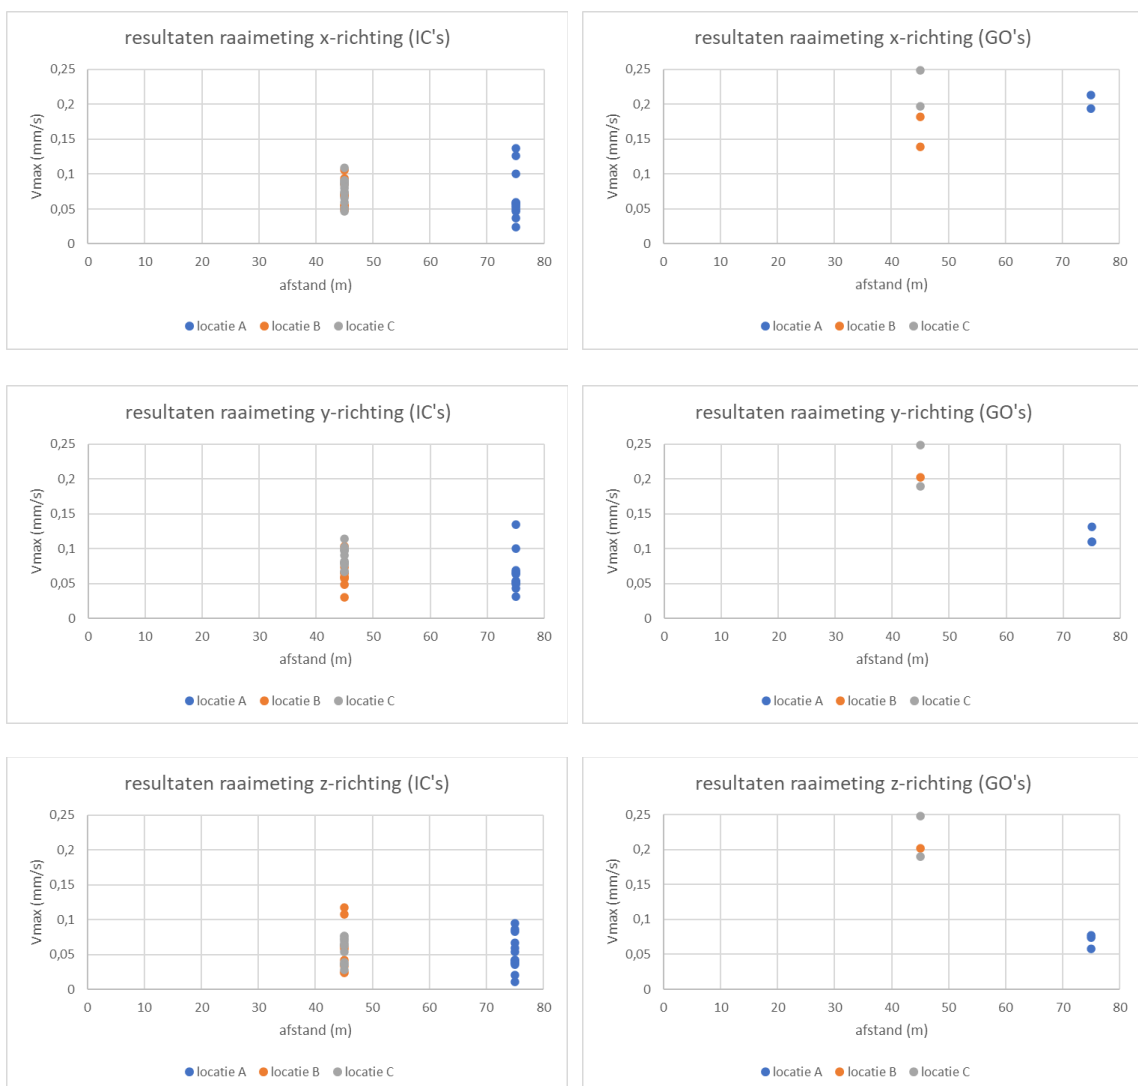 resultaten raaimeting x-richting (IC's)
Vmax (mm/s)
0,25
0,2
0,15
0,1
0,05
0
0 10 20 30 40 50 60 70 80
afstand (m)
locatie A locatie B locatie C
resultaten raaimeting x-richting (GO's)
Vmax (mm/s)
0,25
0,2
0,15
0,1
0,05
0
0 10 20 30 40 50 60 70 80
afstand (m)
locatie A locatie B locatie C
resultaten raaimeting y-richting (IC's)
Vmax (mm/s)
0,25
0,2
0,15
0,1
0,05
0
0 10 20 30 40 50 60 70 80
afstand (m)
locatie A locatie B locatie C
resultaten raaimeting y-richting (GO's)
Vmax (mm/s)
0,25
0,2
0,15
0,1
0,05
0
0 10 20 30 40 50 60 70 80
afstand (m)
locatie A locatie B locatie C
resultaten raaimeting z-richting (IC's)
Vmax (mm/s)
0,25
0,2
0,15
0,1
0,05
0
0 10 20 30 40 50 60 70 80
afstand (m)
locatie A locatie B locatie C
resultaten raaimeting z-richting (GO's)
Vmax (mm/s)
0,25
0,2
0,15
0,1
0,05
0
0 10 20 30 40 50 60 70 80
afstand (m)
locatie A locatie B locatie C